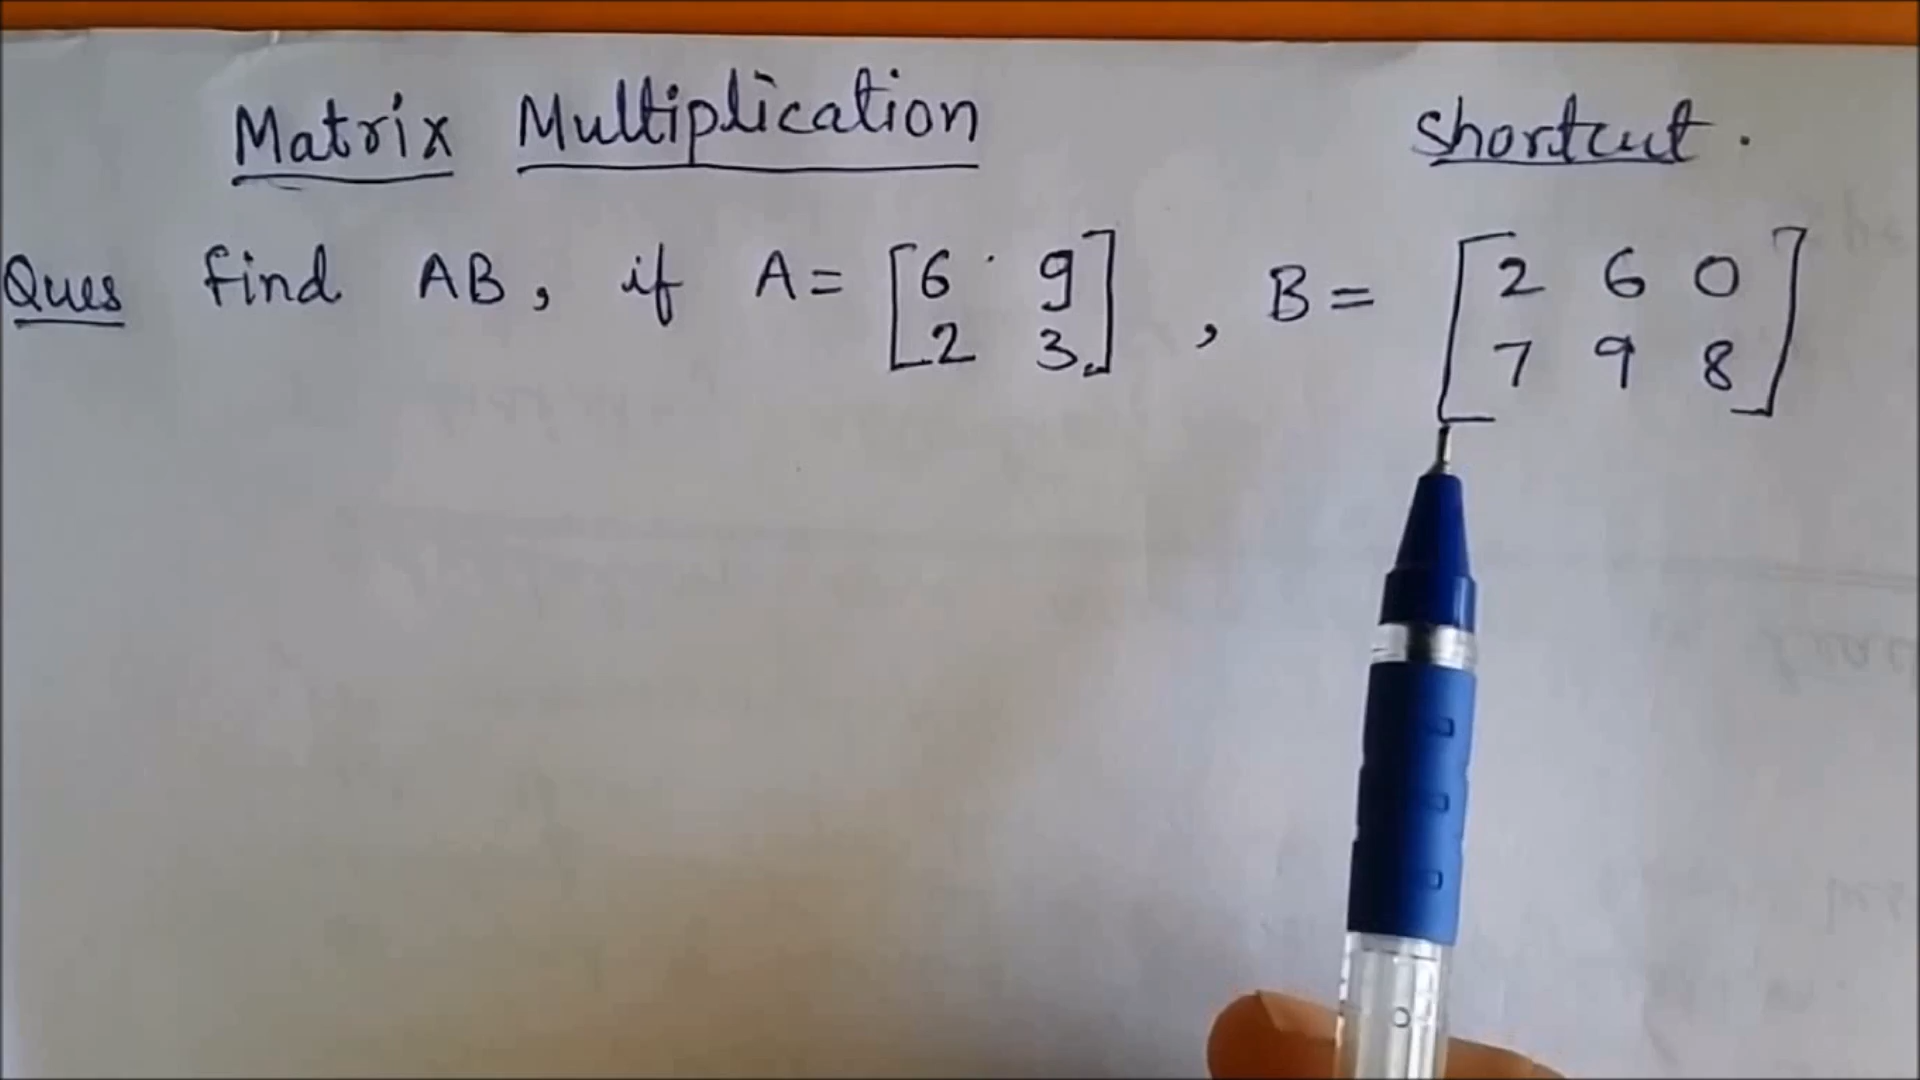 Matrix Multiplication Shortcut.
Ques find AB, if A = [6 9] , B = [2 6 0]
[2 3] [7 9 8]